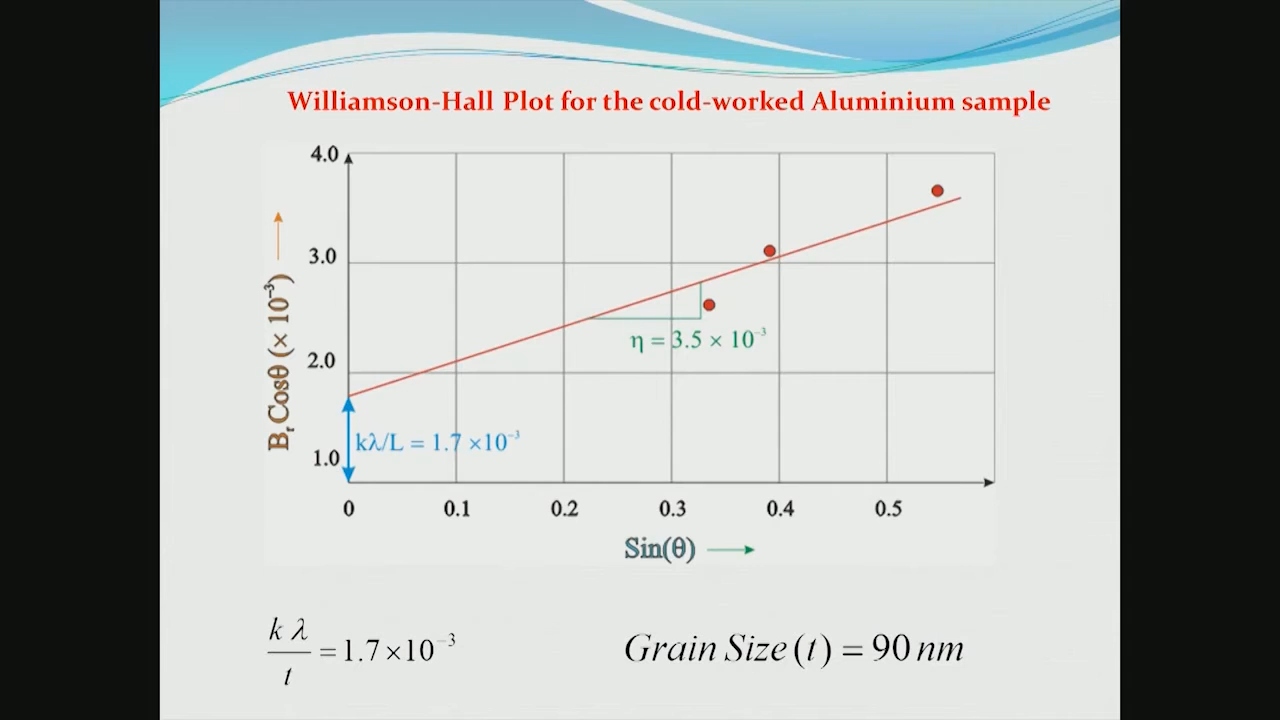 Williamson-Hall Plot for the cold-worked Aluminium sample
4.0
3.0
2.0
1.0
BᵣCosθ (× 10⁻³)
η = 3.5 × 10⁻³
kλ/L = 1.7 ×10⁻³
0 0.1 0.2 0.3 0.4 0.5
Sin(θ)
kλ/t = 1.7×10⁻³
Grain Size (t) = 90 nm